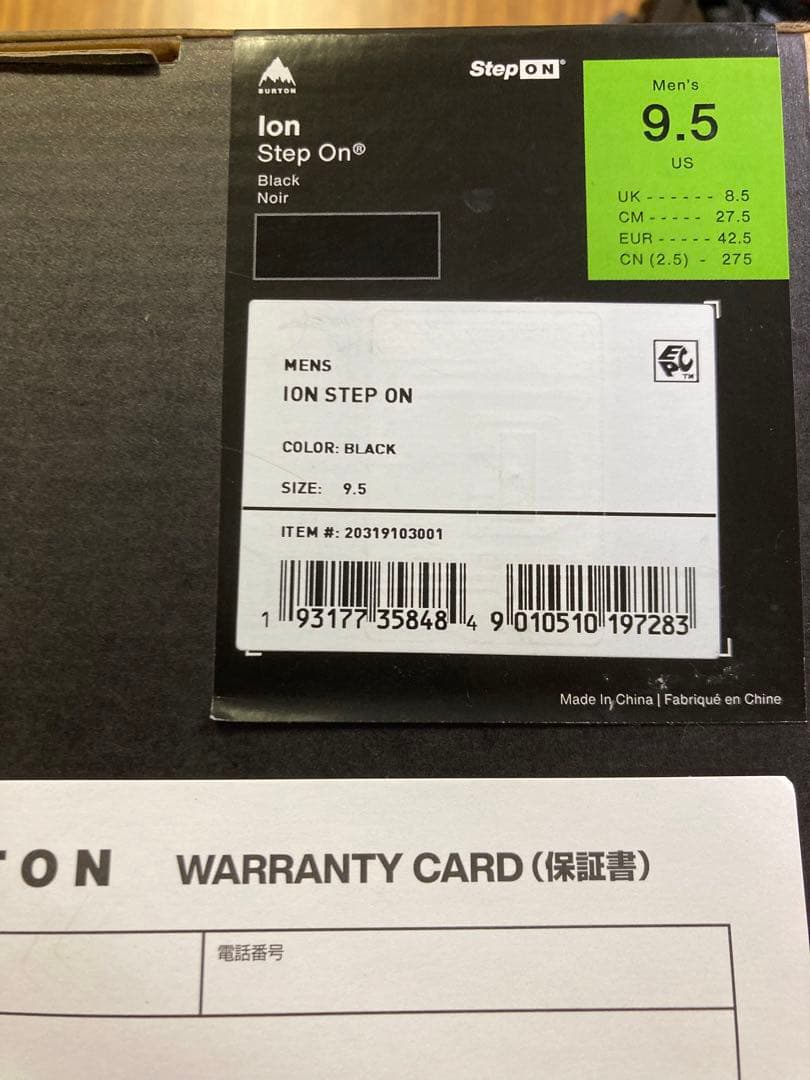 BURTON
StepON®
Ion
Step On®
Black
Noir
Men's
9.5
US
UK - - - - - - 8.5
CM - - - - - 27.5
EUR - - - - - 42.5
CN (2.5) - 275
MENS
ION STEP ON
EPC™
COLOR: BLACK
SIZE: 9.5
ITEM #: 20319103001
1 93177 35848 4
9 010510 197283
Made In China | Fabriqué en Chine
TON WARRANTY CARD(保証書)
電話番号